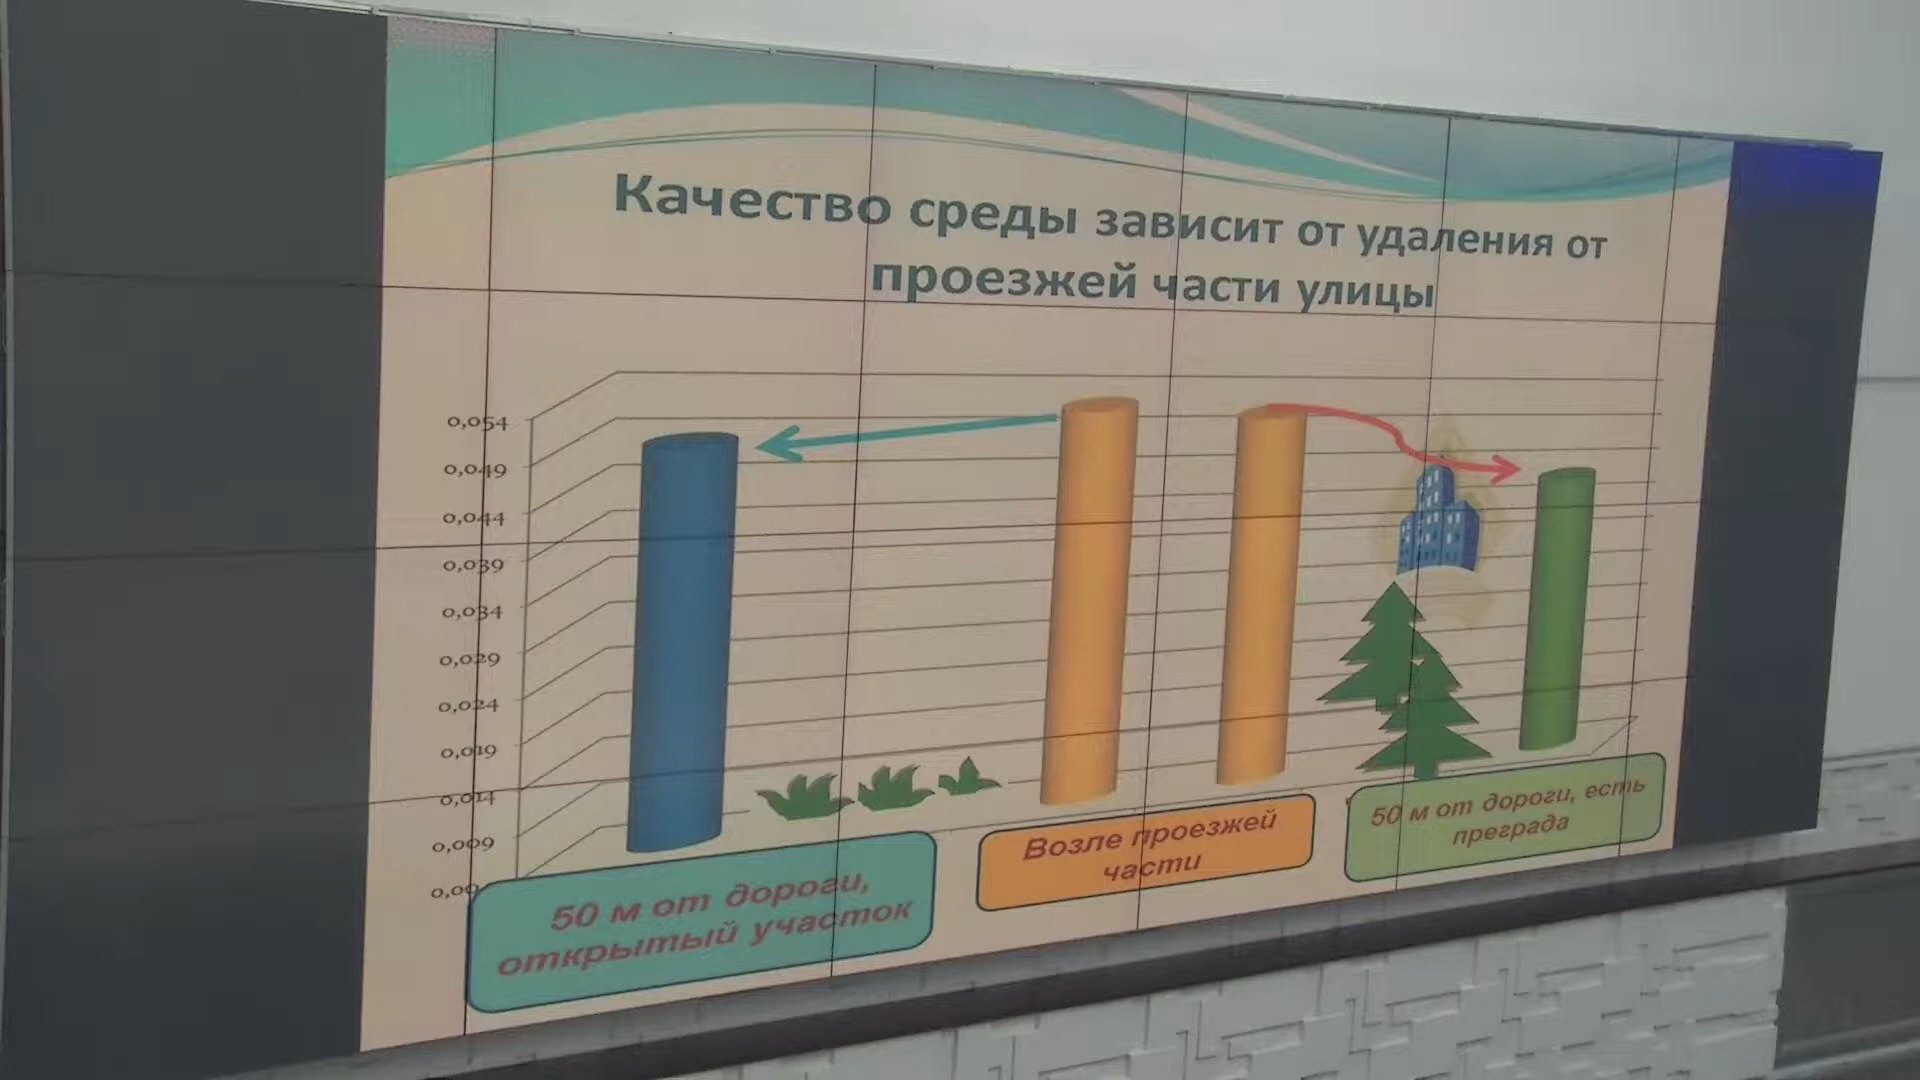 Качество среды зависит от удаления от
проезжей части улицы
0,054
0,049
0,044
0,039
0,034
0,029
0,024
0,019
0,014
0,009
50 м от дороги,
открытый участок
Возле проезжей
части
50 м от дороги, есть
преграда